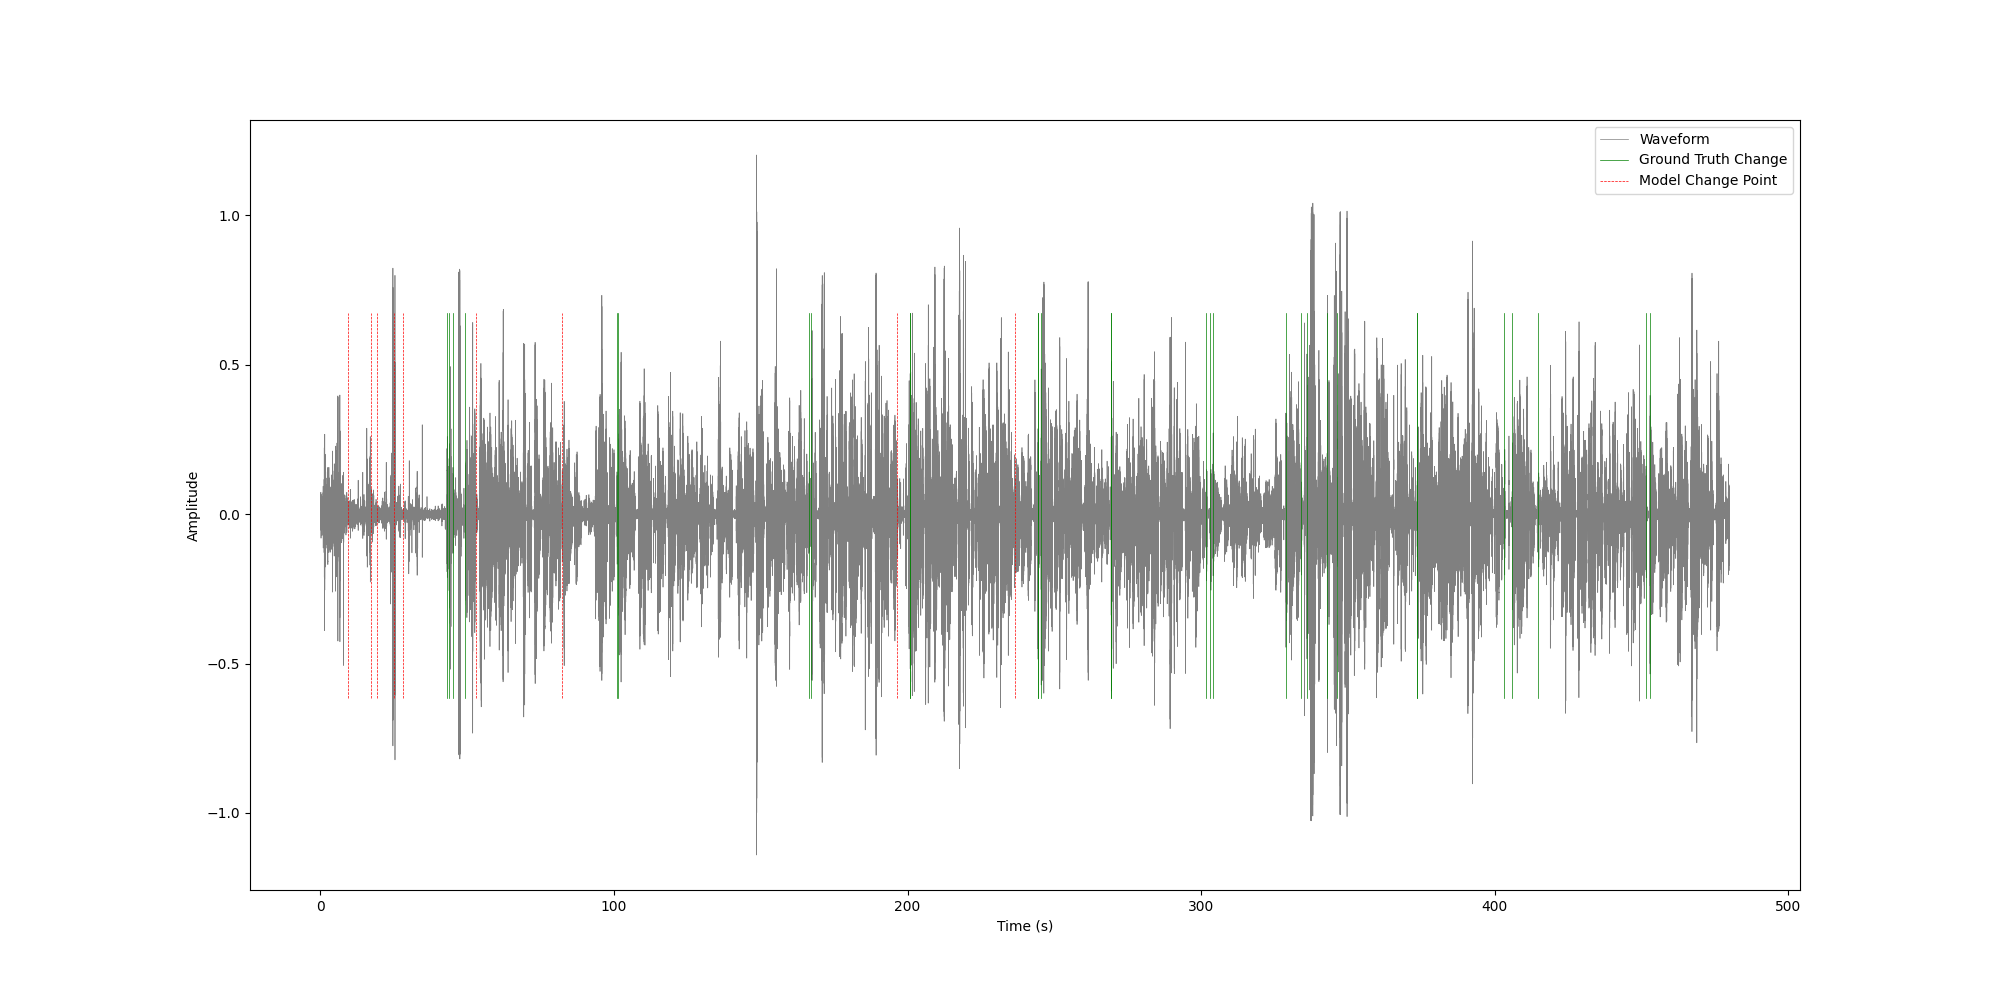 Waveform
Ground Truth Change
Model Change Point
1.0
0.5
0.0
−0.5
−1.0
Amplitude
0 100 200 300 400 500
Time (s)